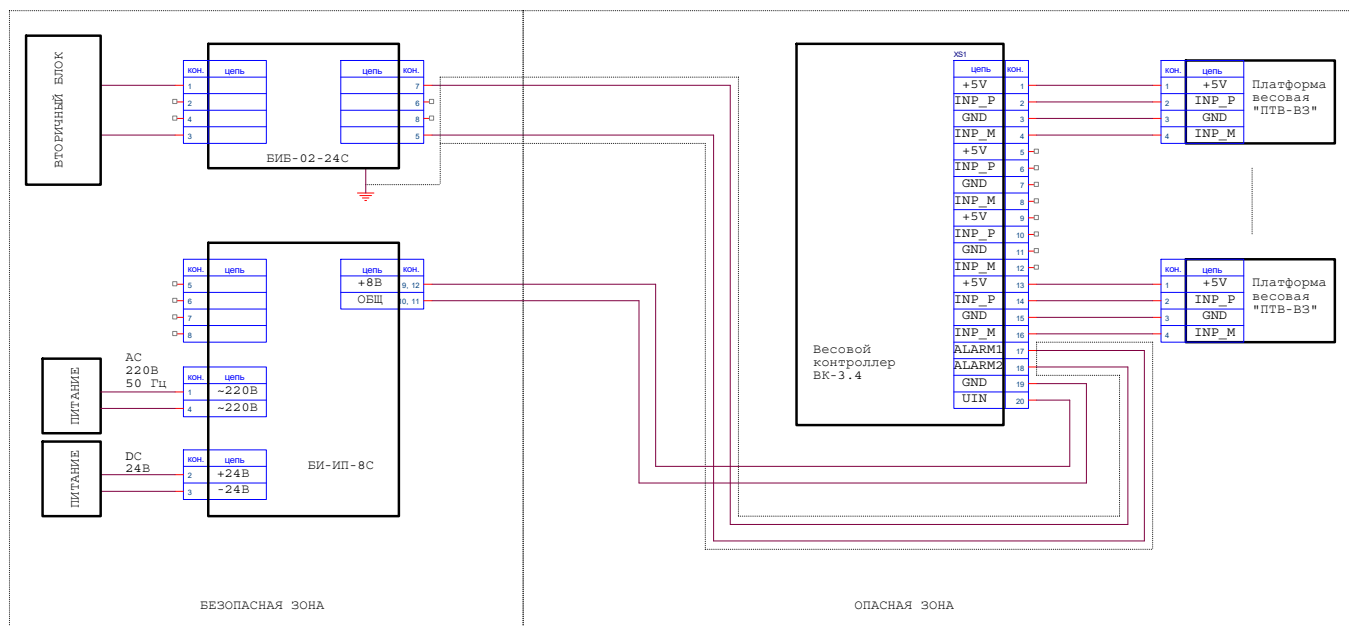 ВТОРИЧНЫЙ БЛОК
кон. цепь
1
2
4
3
цепь кон.
7
6
8
5
БИБ-02-24С
кон. цепь
5
6
7
8
цепь кон.
+8В 9, 12
ОБЩ 10, 11
ПИТАНИЕ
АС
220В
50 Гц
кон. цепь
1 ~220В
4 ~220В
ПИТАНИЕ
DC
24В
кон. цепь
2 +24В
3 -24В
БИ-ИП-8С
БЕЗОПАСНАЯ ЗОНА
XS1
цепь кон.
+5V 1
INP_P 2
GND 3
INP_M 4
+5V 5
INP_P 6
GND 7
INP_M 8
+5V 9
INP_P 10
GND 11
INP_M 12
+5V 13
INP_P 14
GND 15
INP_M 16
ALARM1 17
ALARM2 18
GND 19
UIN 20
Весовой
контроллер
ВК-3.4
кон. цепь
1 +5V
2 INP_P
3 GND
4 INP_M
Платформа
весовая
"ПТВ-ВЗ"
кон. цепь
1 +5V
2 INP_P
3 GND
4 INP_M
Платформа
весовая
"ПТВ-ВЗ"
ОПАСНАЯ ЗОНА